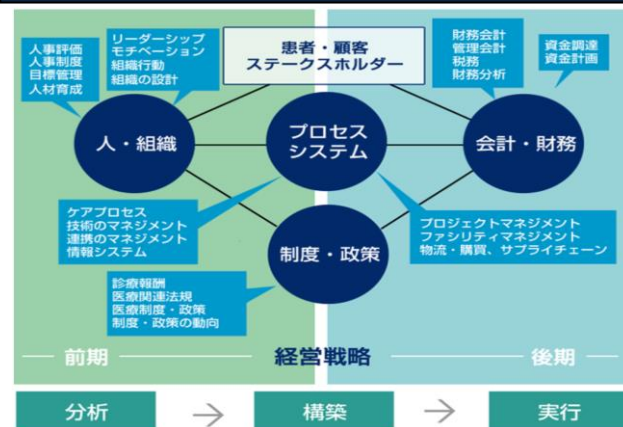 人事評価
人事制度
目標管理
人材育成
リーダーシップ
モチベーション
組織行動
組織の設計
患者・顧客
ステークスホルダー
財務会計
管理会計
税務
財務分析
資金調達
資金計画
人・組織
プロセス
システム
会計・財務
ケアプロセス
技術のマネジメント
連携のマネジメント
情報システム
プロジェクトマネジメント
ファシリティマネジメント
物流・購買、サプライチェーン
制度・政策
診療報酬
医療関連法規
医療制度・政策
制度・政策の動向
前期
経営戦略
後期
分析 → 構築 → 実行